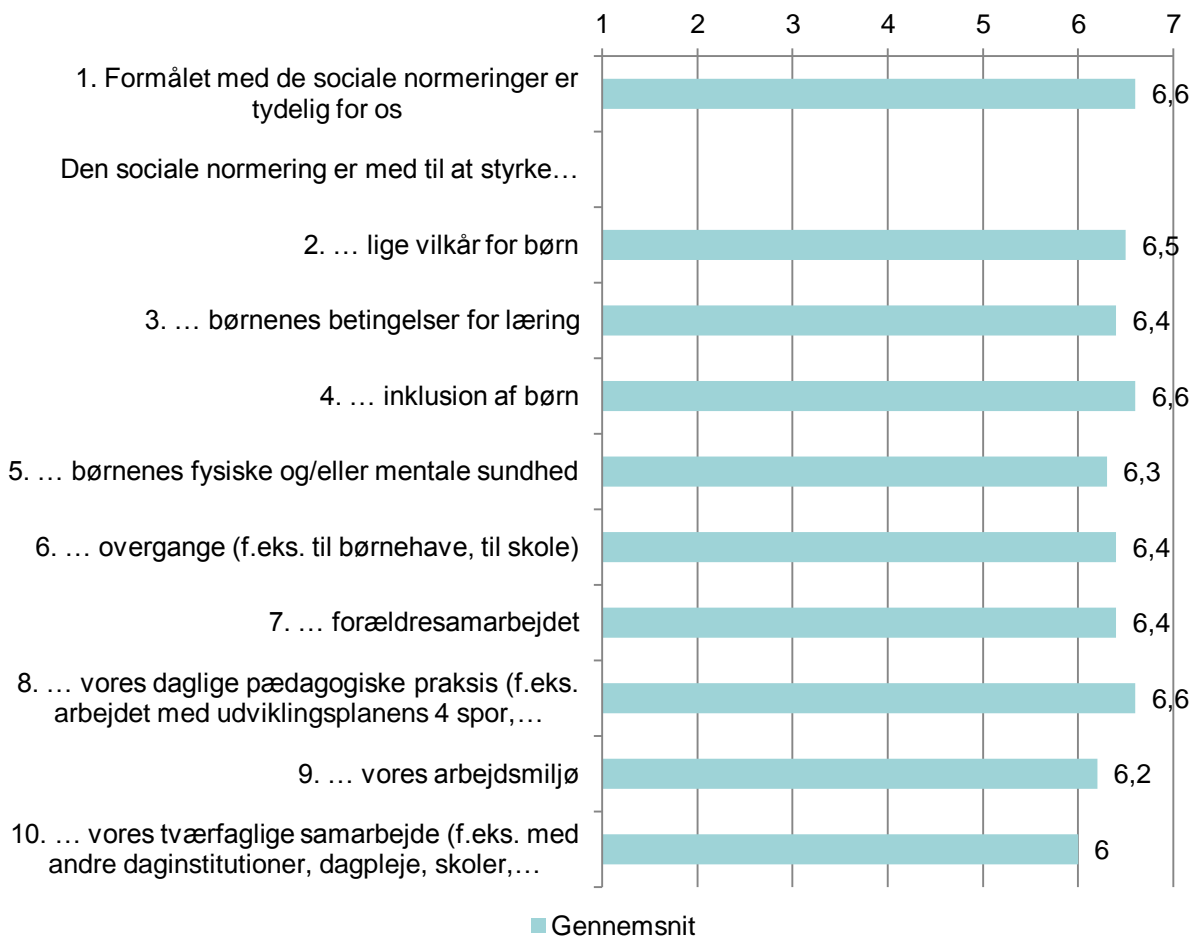 1 2 3 4 5 6 7
1. Formålet med de sociale normeringer er
tydelig for os
6,6
Den sociale normering er med til at styrke…
2. … lige vilkår for børn
6,5
3. … børnenes betingelser for læring
6,4
4. … inklusion af børn
6,6
5. … børnenes fysiske og/eller mentale sundhed
6,3
6. … overgange (f.eks. til børnehave, til skole)
6,4
7. … forældresamarbejdet
6,4
8. … vores daglige pædagogiske praksis (f.eks.
arbejdet med udviklingsplanens 4 spor,…
6,6
9. … vores arbejdsmiljø
6,2
10. … vores tværfaglige samarbejde (f.eks. med
andre daginstitutioner, dagpleje, skoler,…
6
Gennemsnit